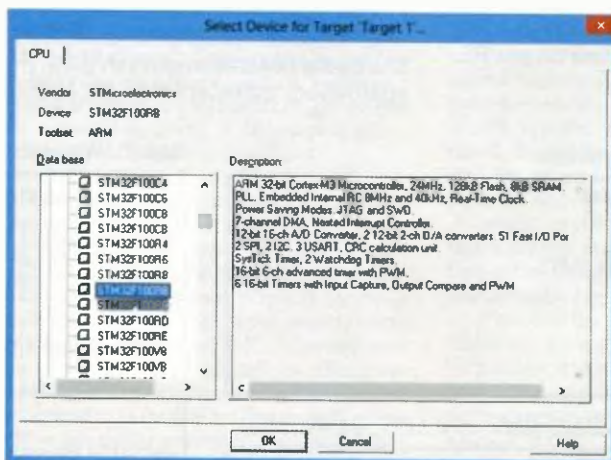 Select Device for Target 'Target 1'...
CPU
Vendor STMicroelectronics
Device STM32F100RB
Toolset ARM
Data base
STM32F100C4
STM32F100C6
STM32F100C8
STM32F100CB
STM32F100R4
STM32F100R6
STM32F100R8
STM32F100RB
STM32F100RD
STM32F100RE
STM32F100V8
STM32F100VB
Description
ARM 32-bit Cortex-M3 Microcontroller, 24MHz, 128kB Flash, 8kB SRAM
PLL, Embedded Internal RC 8MHz and 40kHz, Real-Time Clock.
Power Saving Modes. JTAG and SWD.
7-channel DMA, Nested Interrupt Controller.
12-bit 16-ch A/D Converter, 2 12-bit 2-ch D/A converters. 51 Fast I/O Por
2 SPI, 2 I2C. 3 USART, CRC calculation unit.
SysTick Timer, 2 Watchdog Timers.
16-bit 6-ch advanced timer with PWM.
6 16-bit Timers with Input Capture, Output Compare and PWM
OK Cancel Help